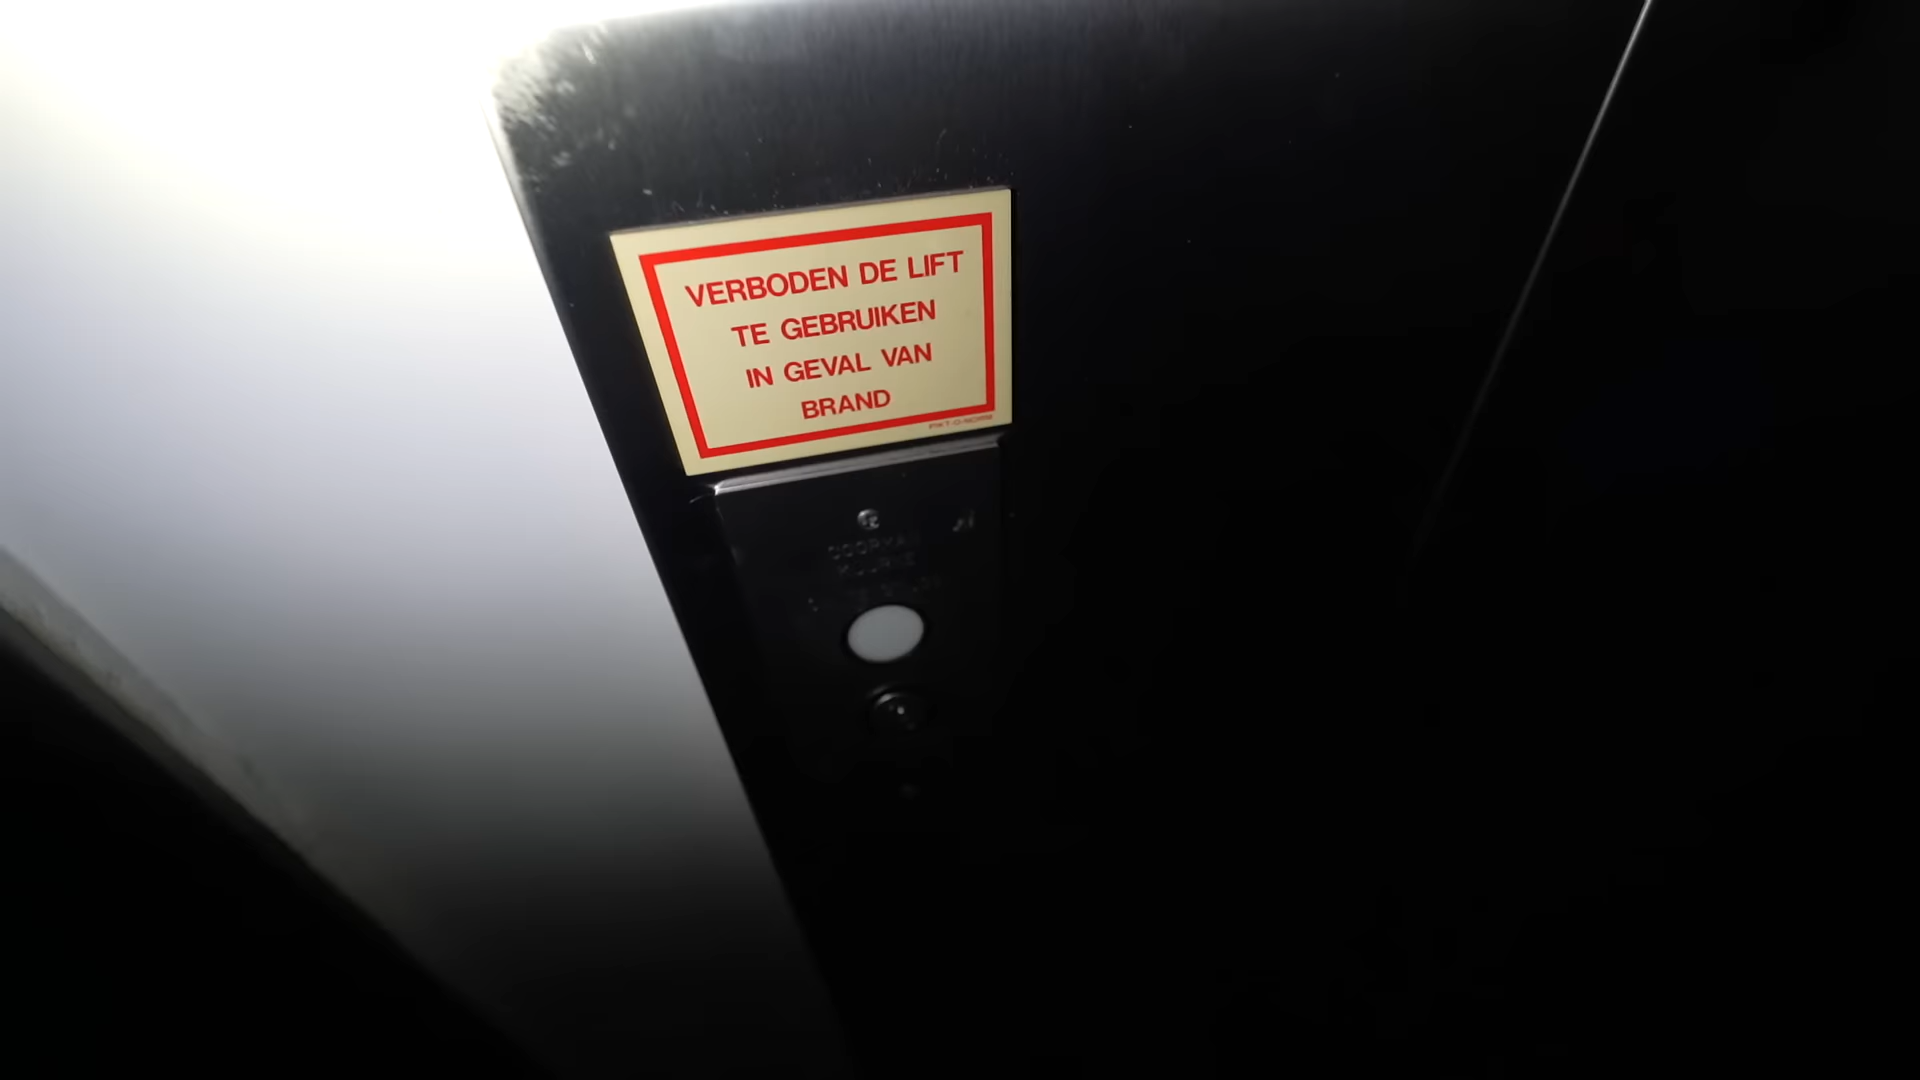 VERBODEN DE LIFT
TE GEBRUIKEN
IN GEVAL VAN
BRAND